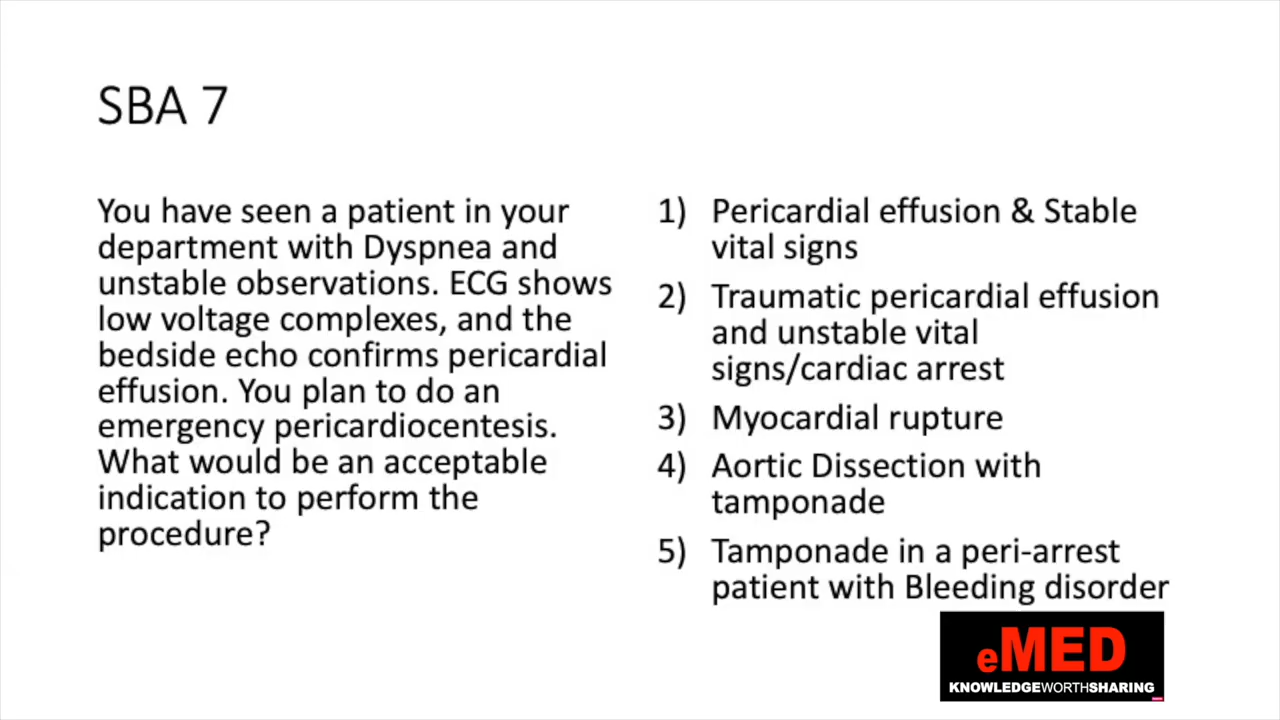 SBA 7
You have seen a patient in your
department with Dyspnea and
unstable observations. ECG shows
low voltage complexes, and the
bedside echo confirms pericardial
effusion. You plan to do an
emergency pericardiocentesis.
What would be an acceptable
indication to perform the
procedure?
1) Pericardial effusion & Stable
vital signs
2) Traumatic pericardial effusion
and unstable vital
signs/cardiac arrest
3) Myocardial rupture
4) Aortic Dissection with
tamponade
5) Tamponade in a peri-arrest
patient with Bleeding disorder
eMED
KNOWLEDGEWORTHSHARING